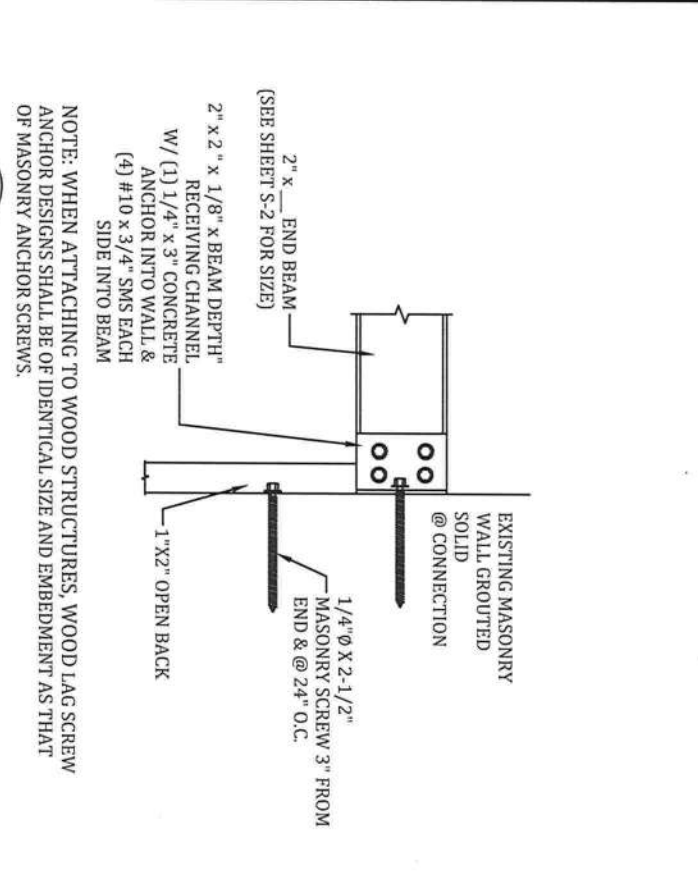 2" x __ END BEAM
(SEE SHEET S-2 FOR SIZE)
2" x 2 " x 1/8" x BEAM DEPTH"
RECEIVING CHANNEL
W/ (1) 1/4" x 3" CONCRETE
ANCHOR INTO WALL &
(4) #10 x 3/4" SMS EACH
SIDE INTO BEAM
EXISTING MASONRY
WALL GROUTED
SOLID
@ CONNECTION
1/4"Ø X 2-1/2"
MASONRY SCREW 3" FROM
END & @ 24" O.C.
1"X2" OPEN BACK
NOTE: WHEN ATTACHING TO WOOD STRUCTURES, WOOD LAG SCREW
ANCHOR DESIGNS SHALL BE OF IDENTICAL SIZE AND EMBEDMENT AS THAT
OF MASONRY ANCHOR SCREWS.